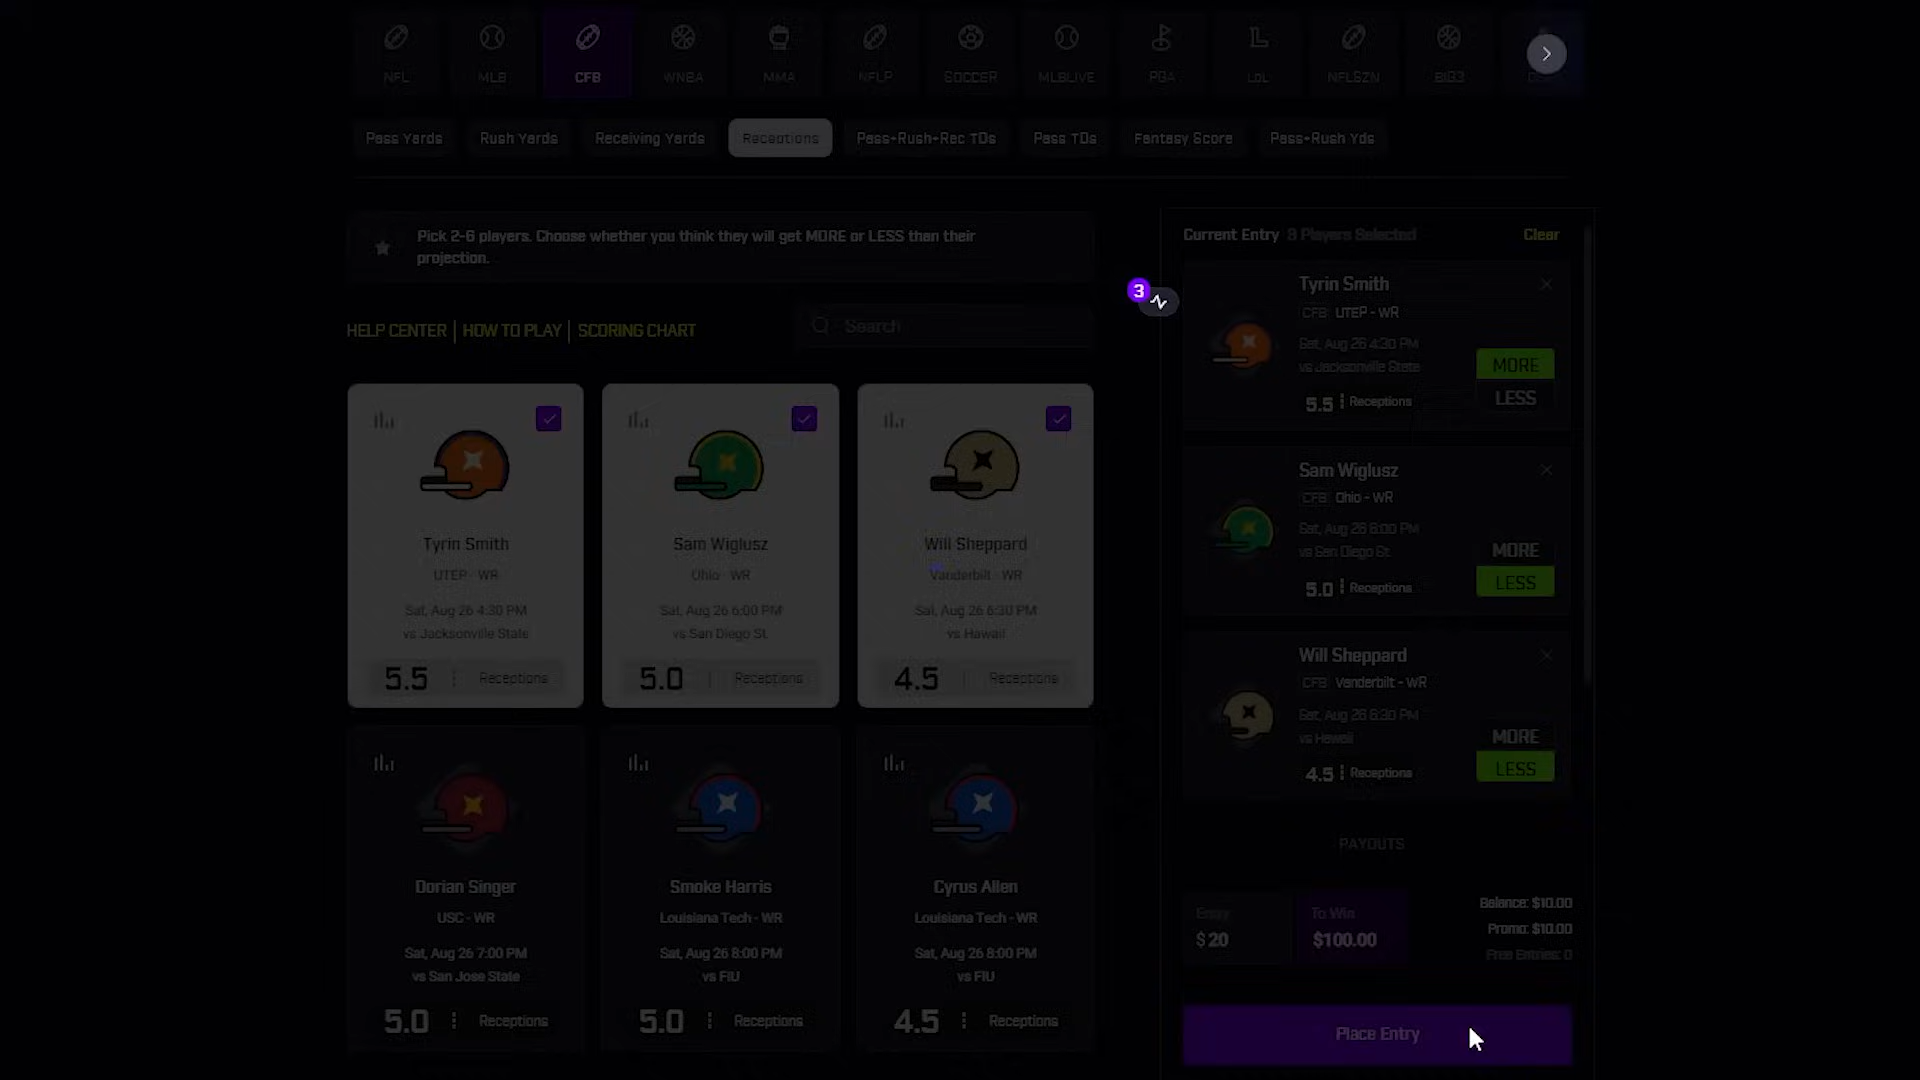 NFL
MLB
CFB
WNBA
MMA
NFLP
SOCCER
MLBLIVE
PGA
LoL
NFLSZN
BIG3
Pass Yards
Rush Yards
Receiving Yards
Receptions
Pass+Rush+Rec TDs
Pass TDs
Fantasy Score
Pass+Rush Yds
Pick 2-6 players. Choose whether you think they will get MORE or LESS than their
projection.
HELP CENTER | HOW TO PLAY | SCORING CHART
Search
Tyrin Smith
UTEP - WR
Sat, Aug 26 4:30 PM
vs Jacksonville State
5.5 Receptions
Sam Wiglusz
Ohio - WR
Sat, Aug 26 6:00 PM
vs San Diego St.
5.0 Receptions
Will Sheppard
Vanderbilt - WR
Sat, Aug 26 6:30 PM
vs Hawaii
4.5 Receptions
Dorian Singer
USC - WR
Sat, Aug 26 7:00 PM
vs San Jose State
5.0 Receptions
Smoke Harris
Louisiana Tech - WR
Sat, Aug 26 8:00 PM
vs FIU
5.0 Receptions
Cyrus Allen
Louisiana Tech - WR
Sat, Aug 26 8:00 PM
vs FIU
4.5 Receptions
Current Entry 3 Players Selected
Clear
3
Tyrin Smith
CFB UTEP - WR
Sat, Aug 26 4:30 PM
vs Jacksonville State
5.5 Receptions
MORE
LESS
Sam Wiglusz
CFB Ohio - WR
Sat, Aug 26 6:00 PM
vs San Diego St.
5.0 Receptions
MORE
LESS
Will Sheppard
CFB Vanderbilt - WR
Sat, Aug 26 6:30 PM
vs Hawaii
4.5 Receptions
MORE
LESS
PAYOUTS
Entry
$ 20
To Win
$100.00
Balance: $10.00
Promo: $10.00
Free Entries: 0
Place Entry